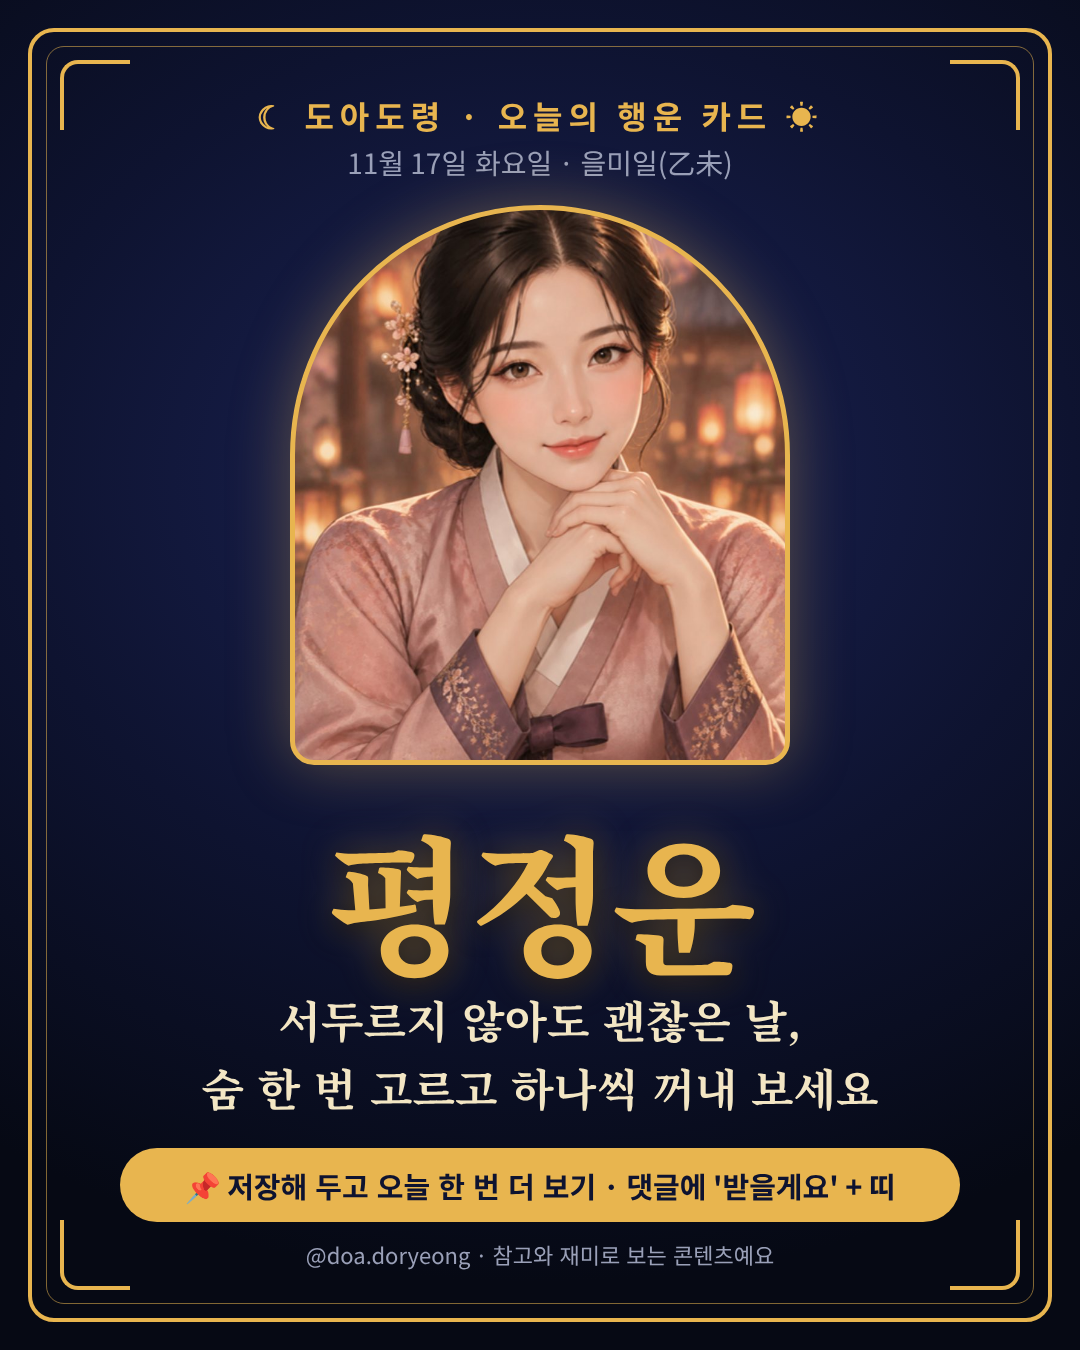 ☾ 도아도령 · 오늘의 행운 카드 ☀
11월 17일 화요일 · 을미일(乙未)
평정운
서두르지 않아도 괜찮은 날,
숨 한 번 고르고 하나씩 꺼내 보세요
📌 저장해 두고 오늘 한 번 더 보기 · 댓글에 '받을게요' + 띠
@doa.doryeong · 참고와 재미로 보는 콘텐츠예요